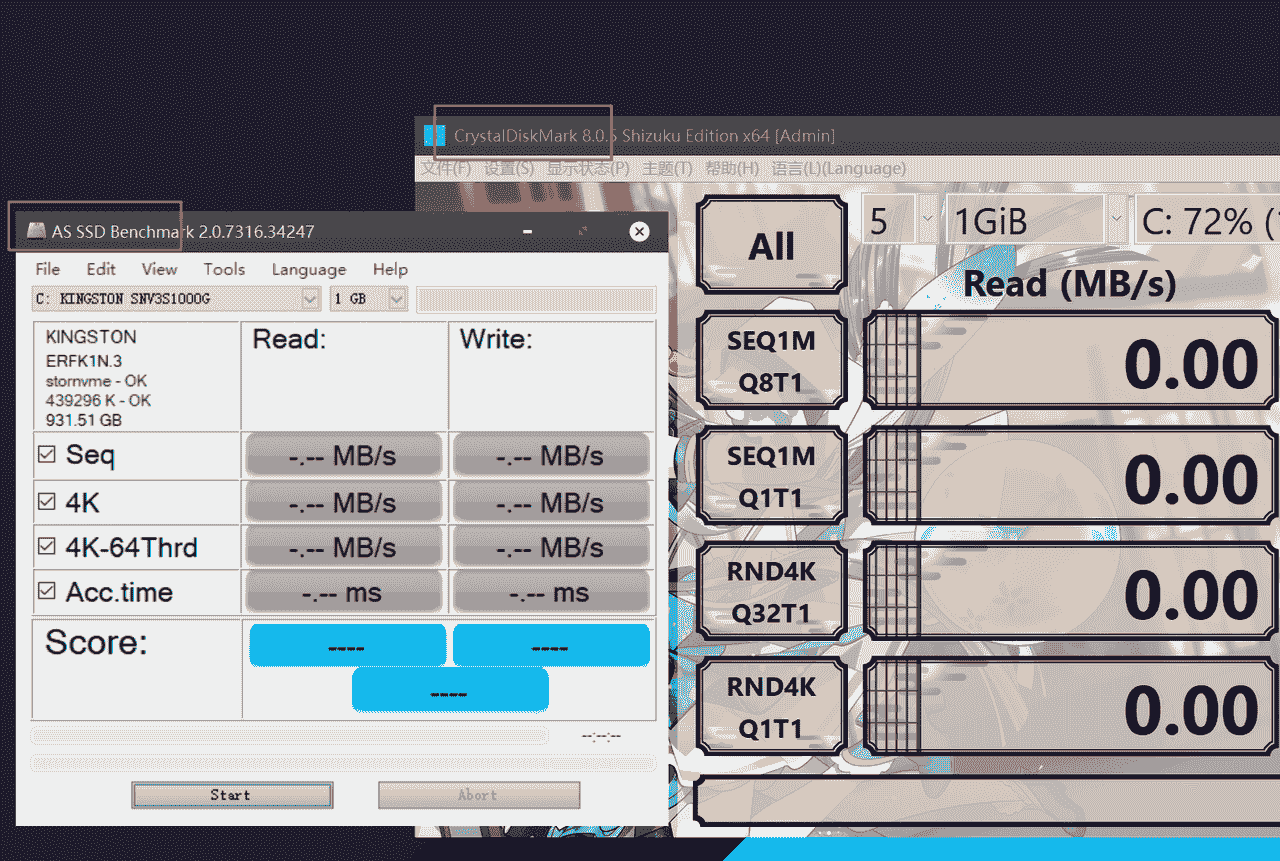 CrystalDiskMark 8.0.5 Shizuku Edition x64 [Admin]
文件(F) 设置(S) 显示状态(P) 主题(T) 帮助(H) 语言(L)(Language)
All
5
1GiB
C: 72% (
Read (MB/s)
SEQ1M
Q8T1
0.00
SEQ1M
Q1T1
0.00
RND4K
Q32T1
0.00
RND4K
Q1T1
0.00
AS SSD Benchmark 2.0.7316.34247
File Edit View Tools Language Help
C: KINGSTON SNV3S1000G
1 GB
KINGSTON
ERFK1N.3
stornvme - OK
439296 K - OK
931.51 GB
Read:
Write:
Seq
-.-- MB/s
-.-- MB/s
4K
-.-- MB/s
-.-- MB/s
4K-64Thrd
-.-- MB/s
-.-- MB/s
Acc.time
-.-- ms
-.-- ms
Score:
----
----
----
--:--:--
Start
Abort